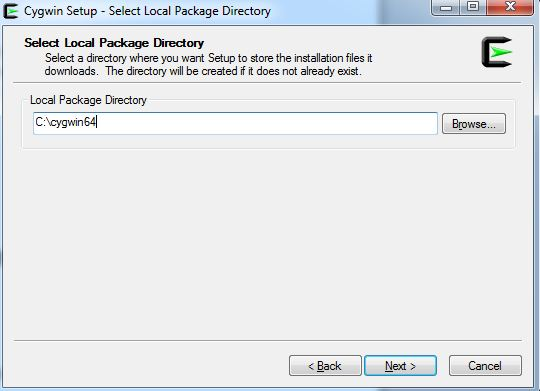 Cygwin Setup - Select Local Package Directory
Select Local Package Directory
Select a directory where you want Setup to store the installation files it
downloads.  The directory will be created if it does not already exist.
Local Package Directory
C:\cygwin64
Browse...
< Back
Next >
Cancel